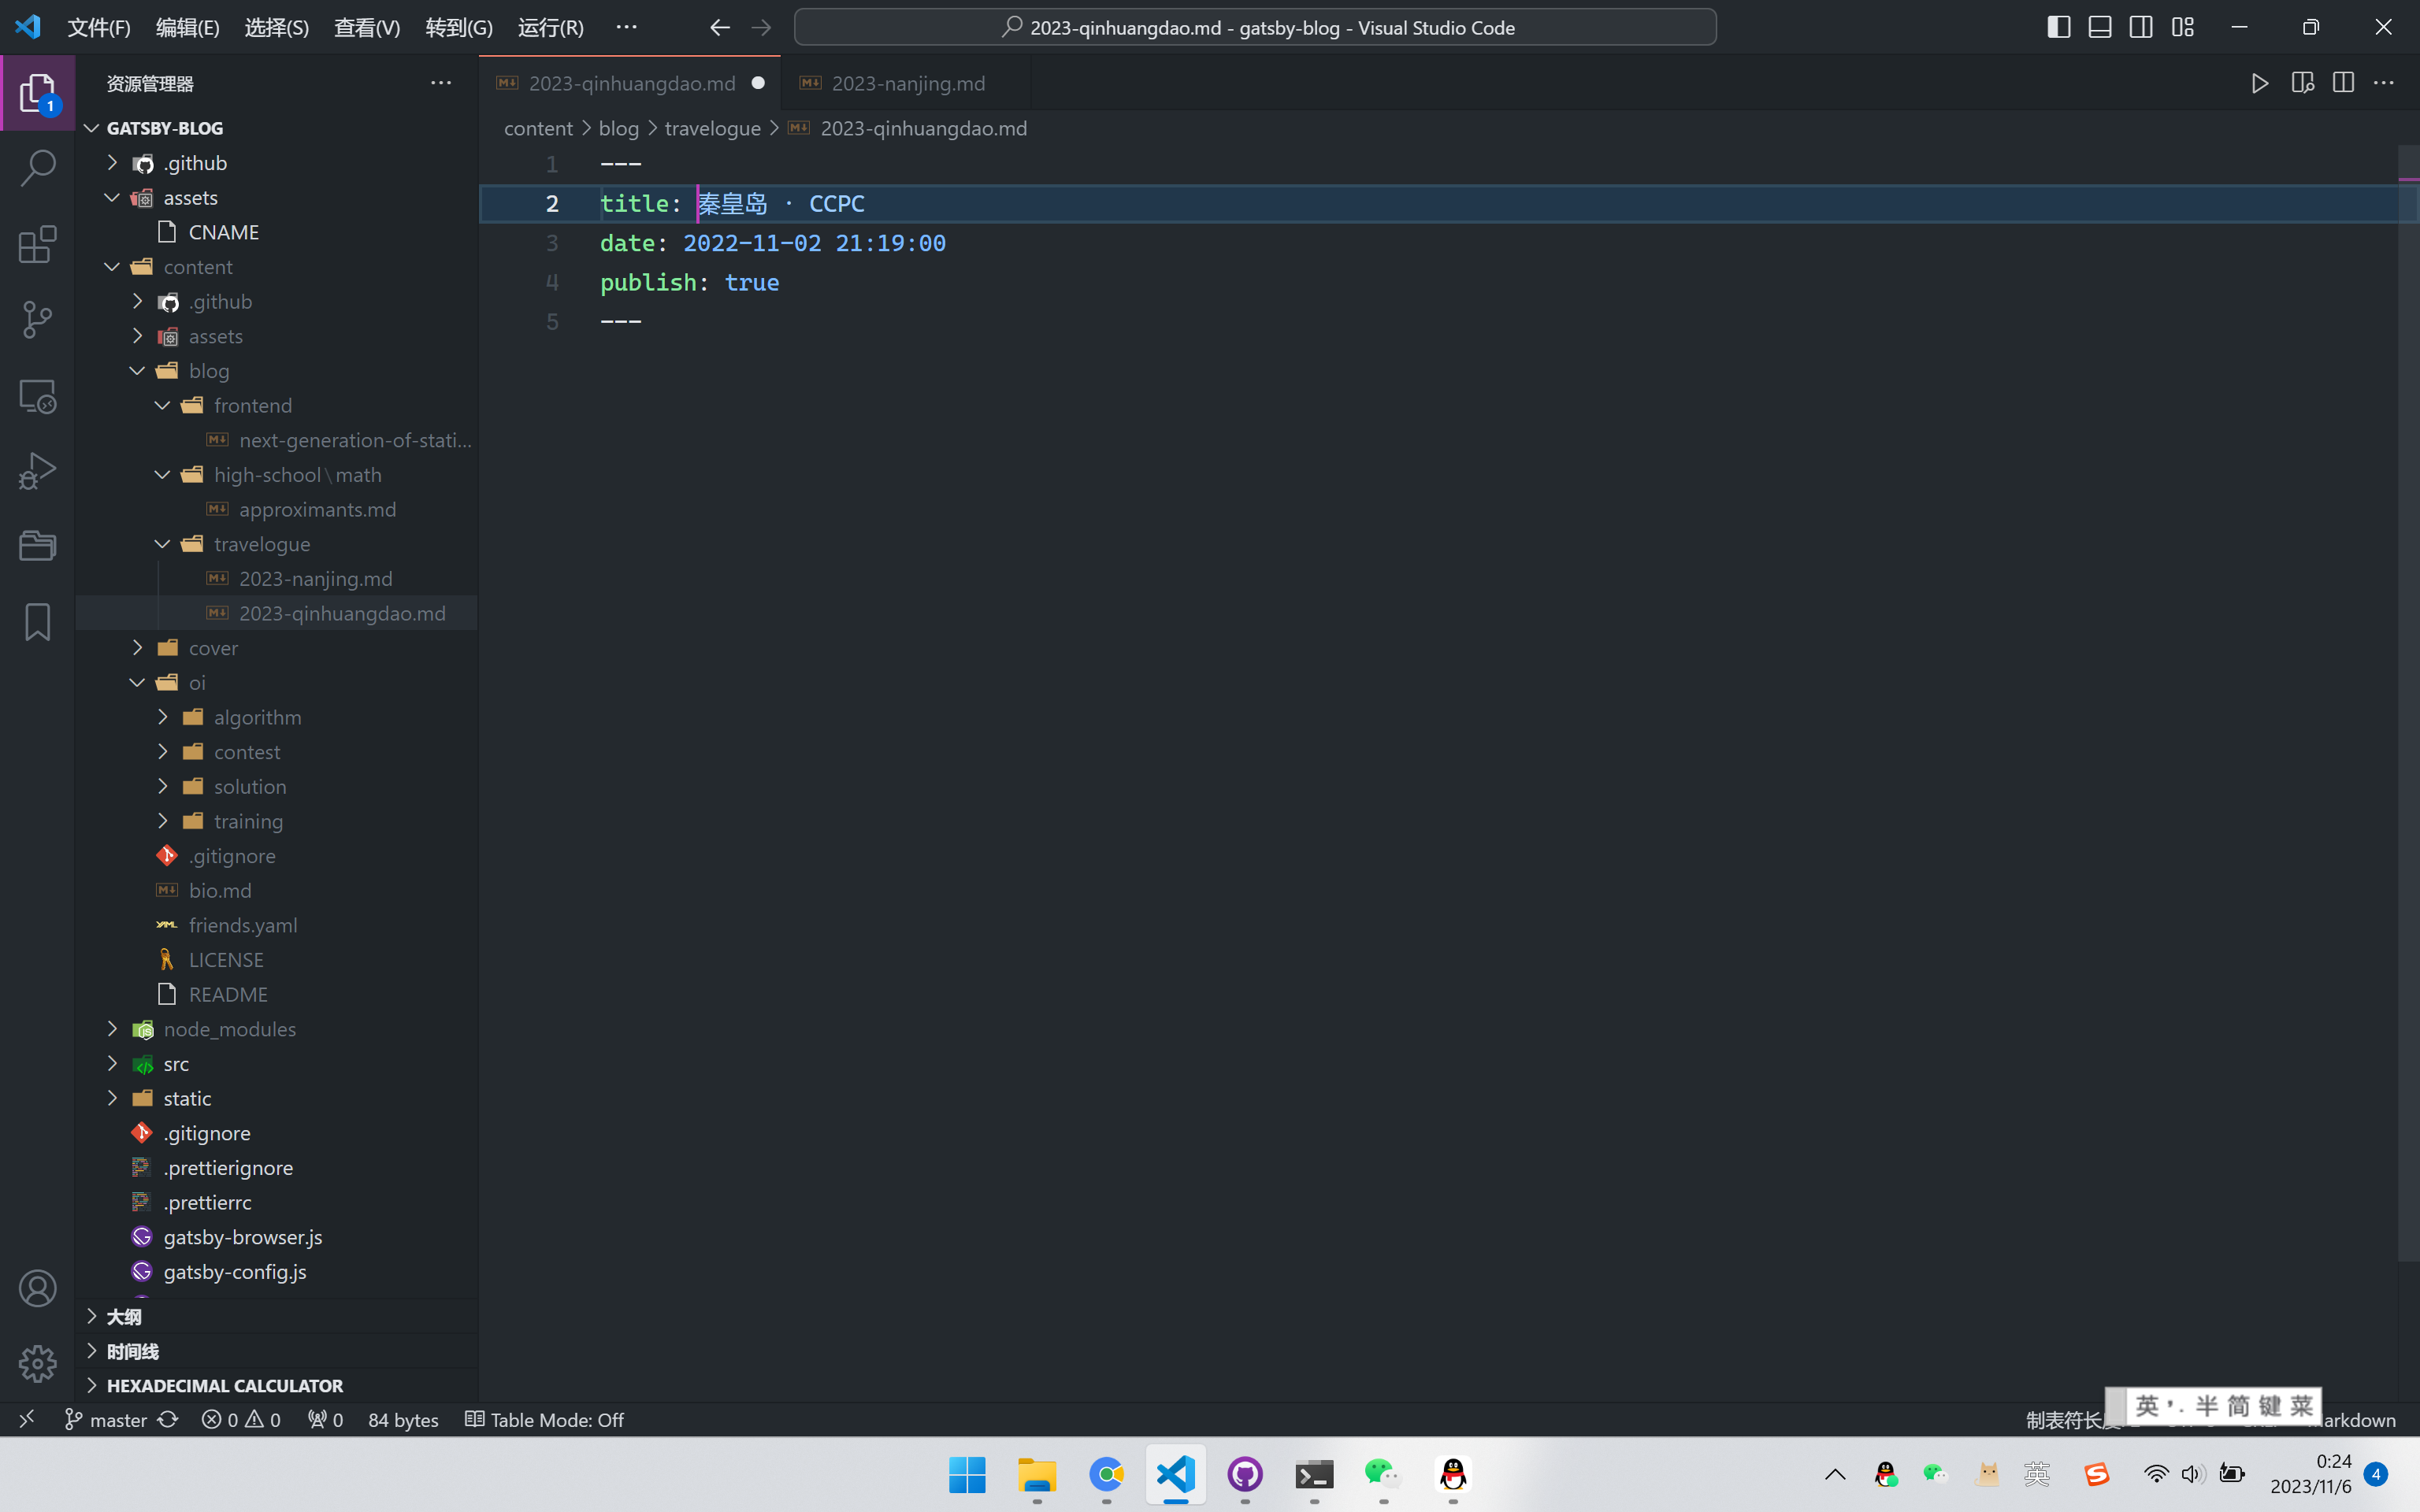 文件(F) 编辑(E) 选择(S) 查看(V) 转到(G) 运行(R) ···
2023-qinhuangdao.md - gatsby-blog - Visual Studio Code
资源管理器
GATSBY-BLOG
.github
assets
CNAME
content
.github
assets
blog
frontend
next-generation-of-stati...
high-school\math
approximants.md
travelogue
2023-nanjing.md
2023-qinhuangdao.md
cover
oi
algorithm
contest
solution
training
.gitignore
bio.md
friends.yaml
LICENSE
README
node_modules
src
static
.gitignore
.prettierignore
.prettierrc
gatsby-browser.js
gatsby-config.js
大纲
时间线
HEXADECIMAL CALCULATOR
2023-qinhuangdao.md 2023-nanjing.md
content > blog > travelogue > 2023-qinhuangdao.md
1 ---
2 title: 秦皇岛 · CCPC
3 date: 2022-11-02 21:19:00
4 publish: true
5 ---
master 0 0 0 84 bytes Table Mode: Off
制表符长 arkdown
英 ’. 半 简 键 菜
英
0:24
2023/11/6
4
1